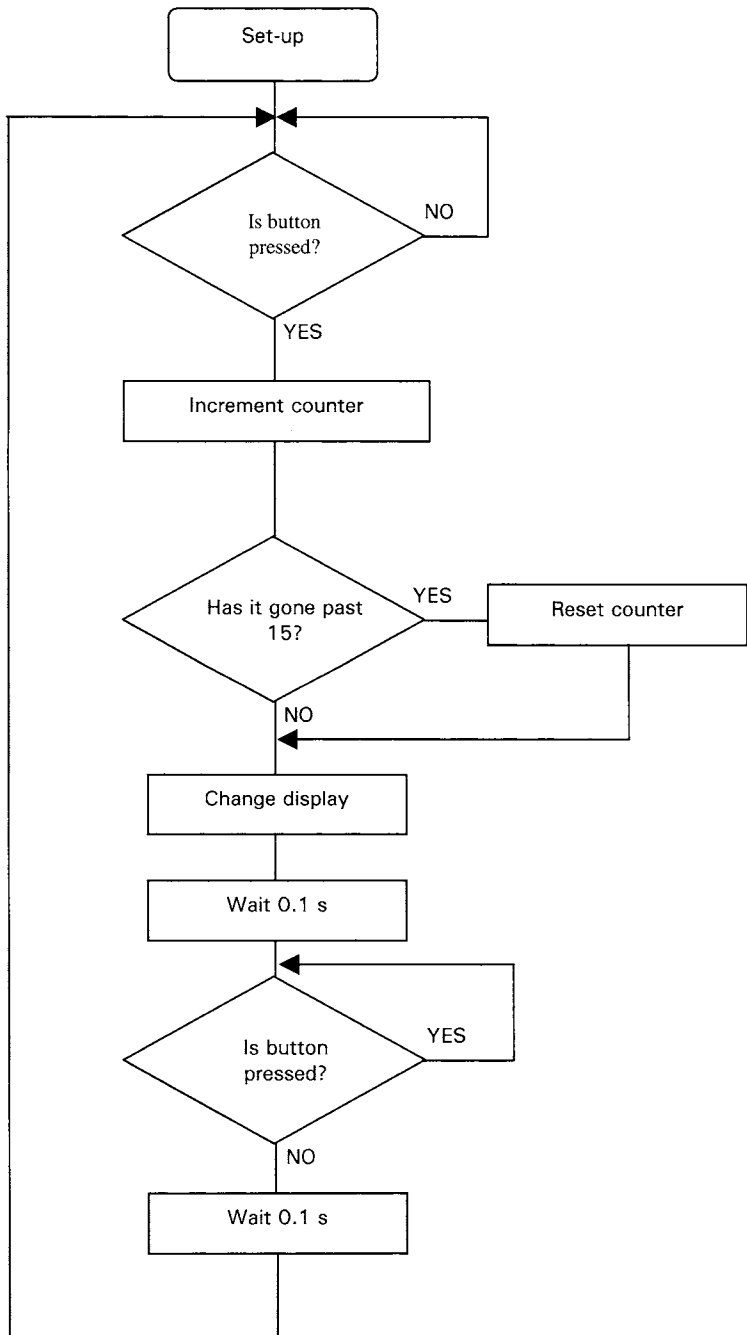 Set-up
Is button
pressed?
NO
YES
Increment counter
Has it gone past
15?
YES
Reset counter
NO
Change display
Wait 0.1 s
Is button
pressed?
YES
NO
Wait 0.1 s